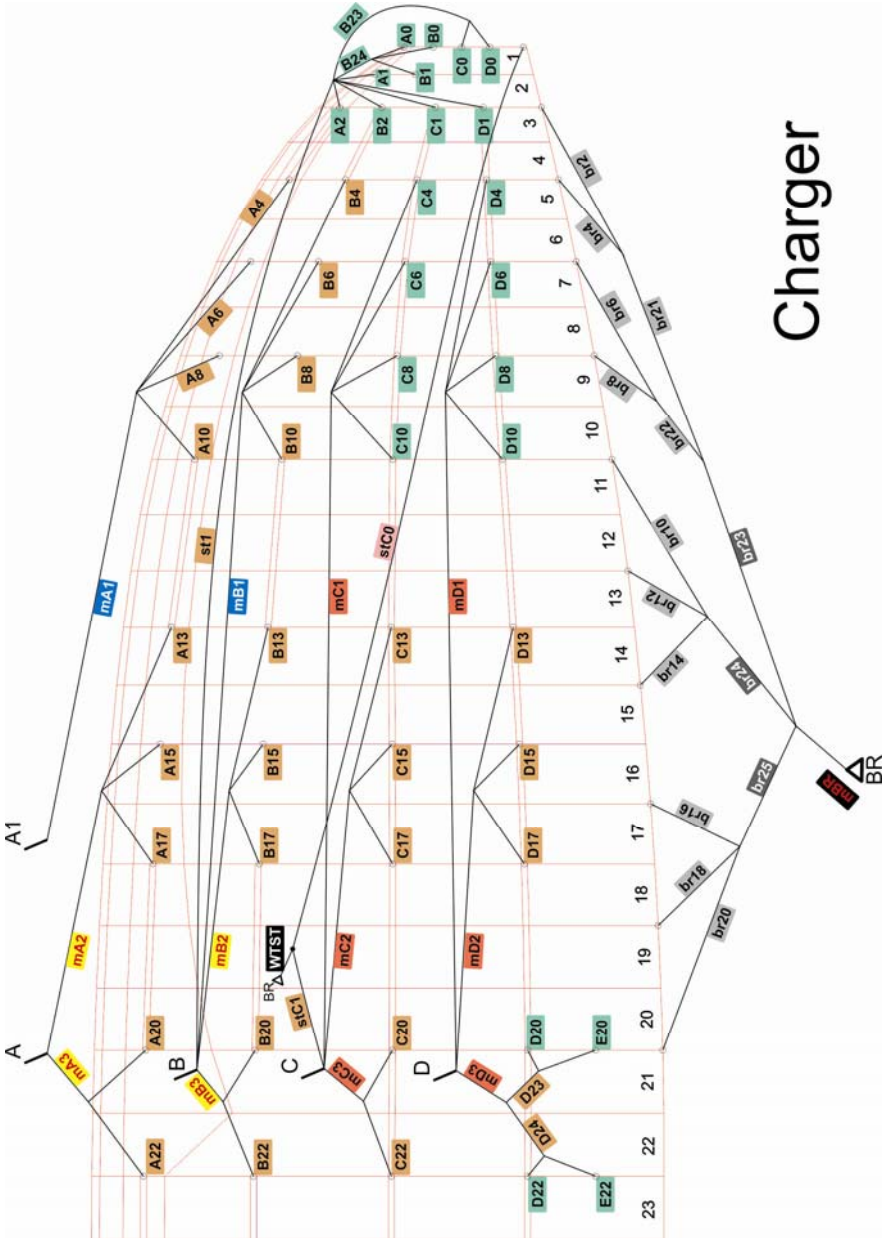 Charger
A1
A
B
C
D
mA1
mA2
mA3
mB1
mB2
mB3
mC1
mC2
mC3
mD1
mD2
mD3
st1
stC0
stC1
WTST
BR
B23
B24
A0
B0
C0
D0
A1
B1
A2
B2
C1
D1
A4
B4
C4
D4
A6
B6
C6
D6
A8
B8
C8
D8
A10
B10
C10
D10
A13
B13
C13
D13
A15
B15
C15
D15
A17
B17
C17
D17
A20
B20
C20
D20
E20
D23
D24
A22
B22
C22
D22
E22
1
2
3
4
5
6
7
8
9
10
11
12
13
14
15
16
17
18
19
20
21
22
23
br2
br4
br6
br8
br10
br12
br14
br16
br18
br20
br21
br22
br23
br24
br25
mBR
BR